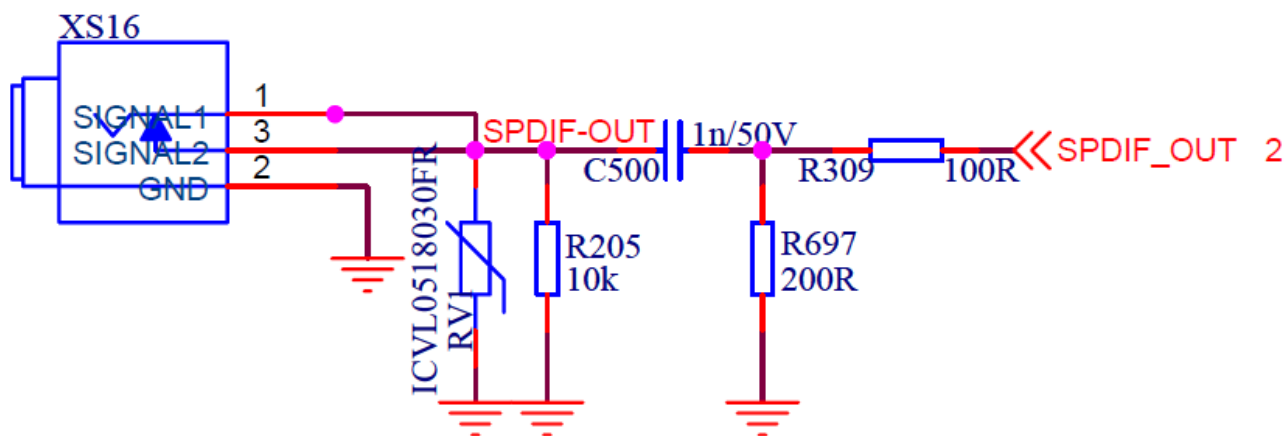 XS16
SIGNAL1
1
SIGNAL2
3
GND
2
SPDIF-OUT
1n/50V
C500
R309
100R
SPDIF_OUT 2
ICVL0518030FR
RV1
R205
10k
R697
200R